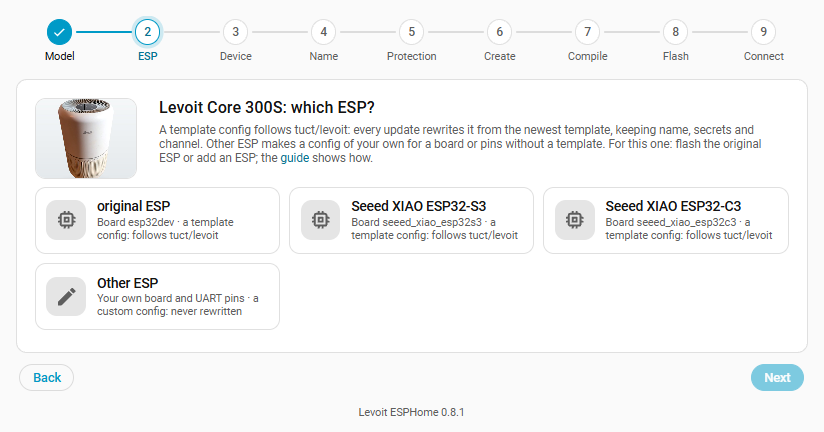 2 3 4 5 6 7 8 9
Model ESP Device Name Protection Create Compile Flash Connect
Levoit Core 300S: which ESP?
A template config follows tuct/levoit: every update rewrites it from the newest template, keeping name, secrets and
channel. Other ESP makes a config of your own for a board or pins without a template. For this one: flash the original
ESP or add an ESP; the guide shows how.
original ESP
Board esp32dev · a template
config: follows tuct/levoit
Seeed XIAO ESP32-S3
Board seeed_xiao_esp32s3 · a
template config: follows tuct/levoit
Seeed XIAO ESP32-C3
Board seeed_xiao_esp32c3 · a
template config: follows tuct/levoit
Other ESP
Your own board and UART pins · a
custom config: never rewritten
Back
Next
Levoit ESPHome 0.8.1